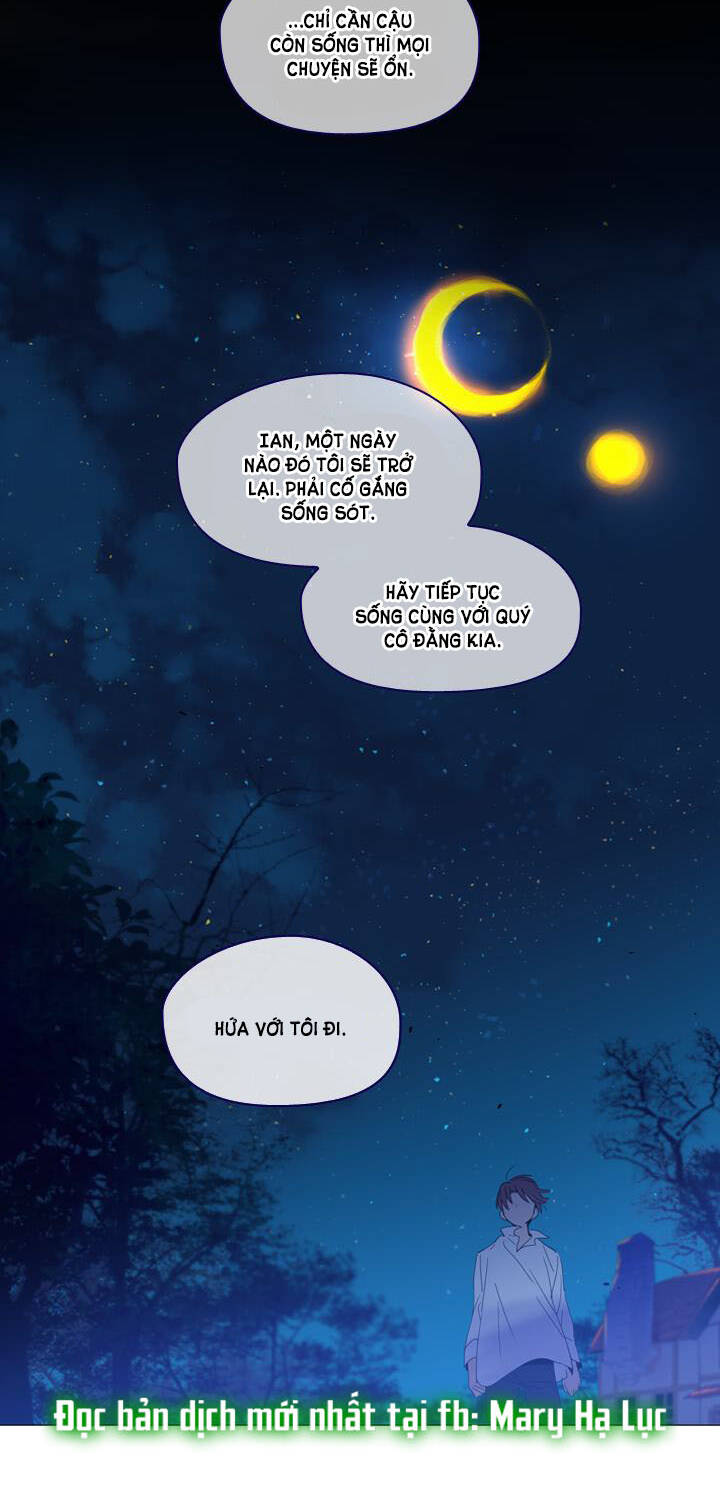 ...CHỈ CẦN CẬU
CÒN SỐNG THÌ MỌI
CHUYỆN SẼ ỔN.
IAN, MỘT NGÀY
NÀO ĐÓ TÔI SẼ TRỞ
LẠI. PHẢI CỐ GẮNG
SỐNG SÓT.
HÃY TIẾP TỤC
SỐNG CÙNG VỚI QUÝ
CÔ ĐẰNG KIA.
HỨA VỚI TÔI ĐI.
Đọc bản dịch mới nhất tại fb: Mary Hạ Lục